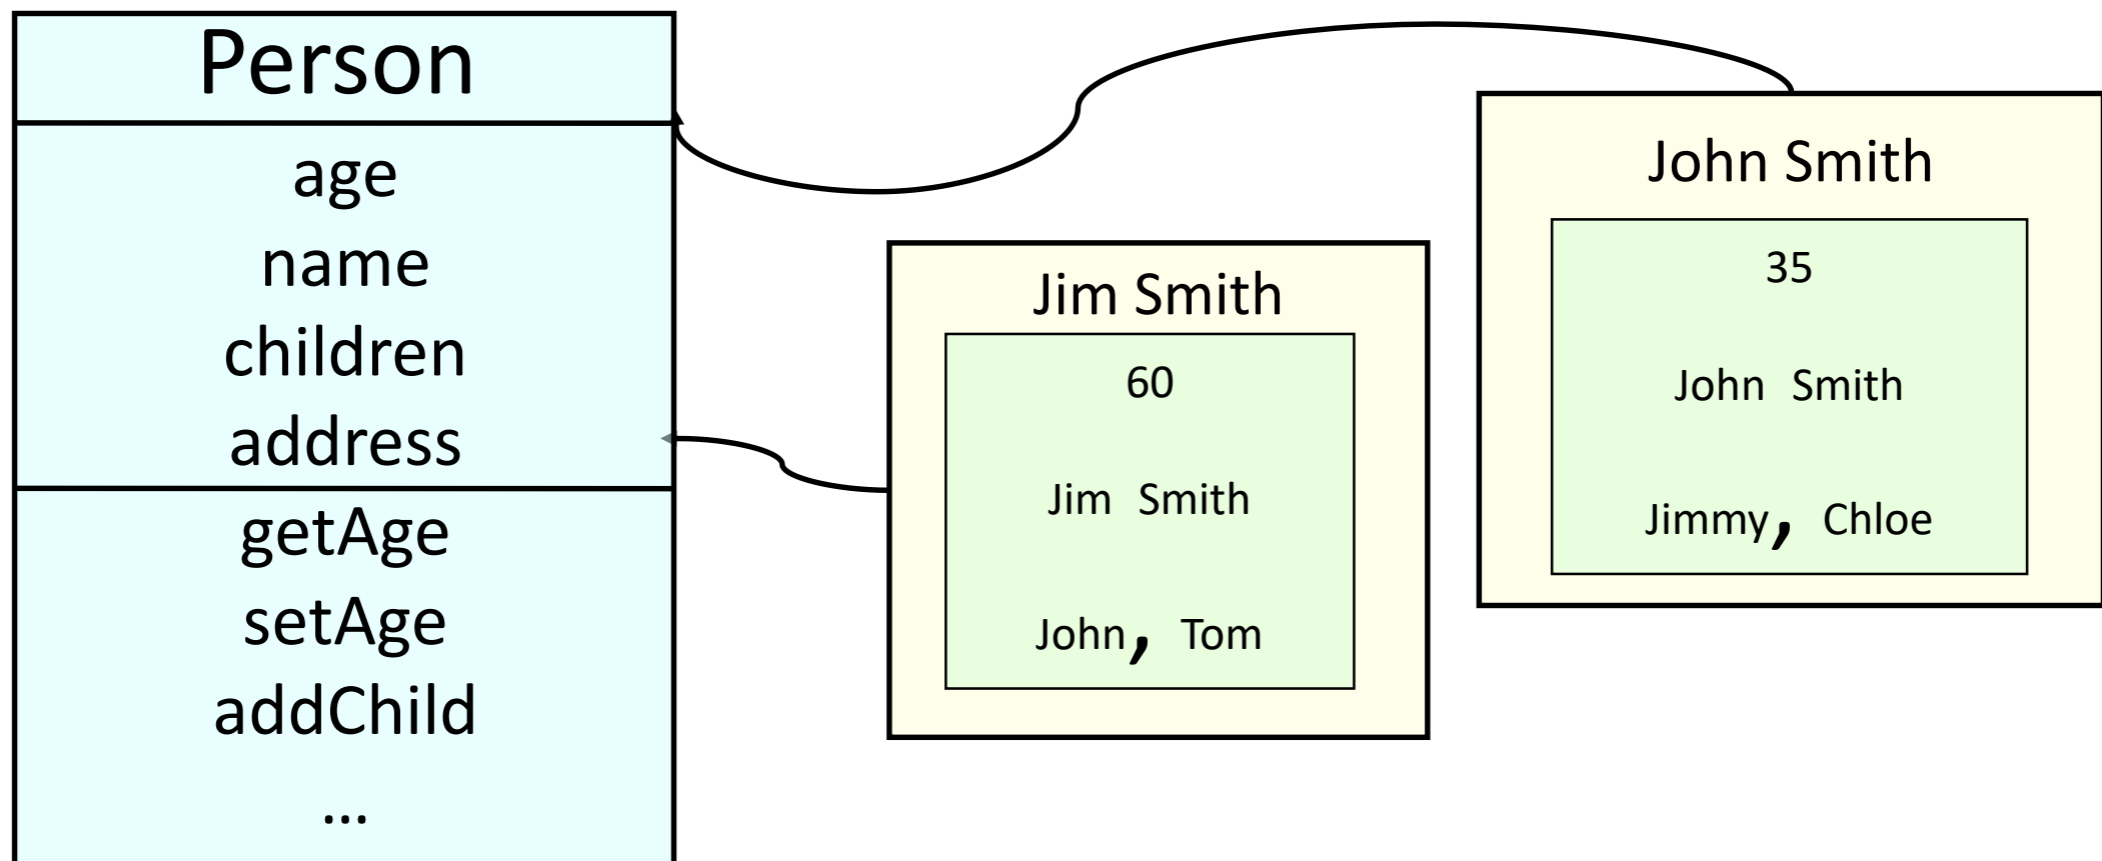 Person
age
name
children
address
getAge
setAge
addChild
...
Jim Smith
60
Jim Smith
John, Tom
John Smith
35
John Smith
Jimmy, Chloe